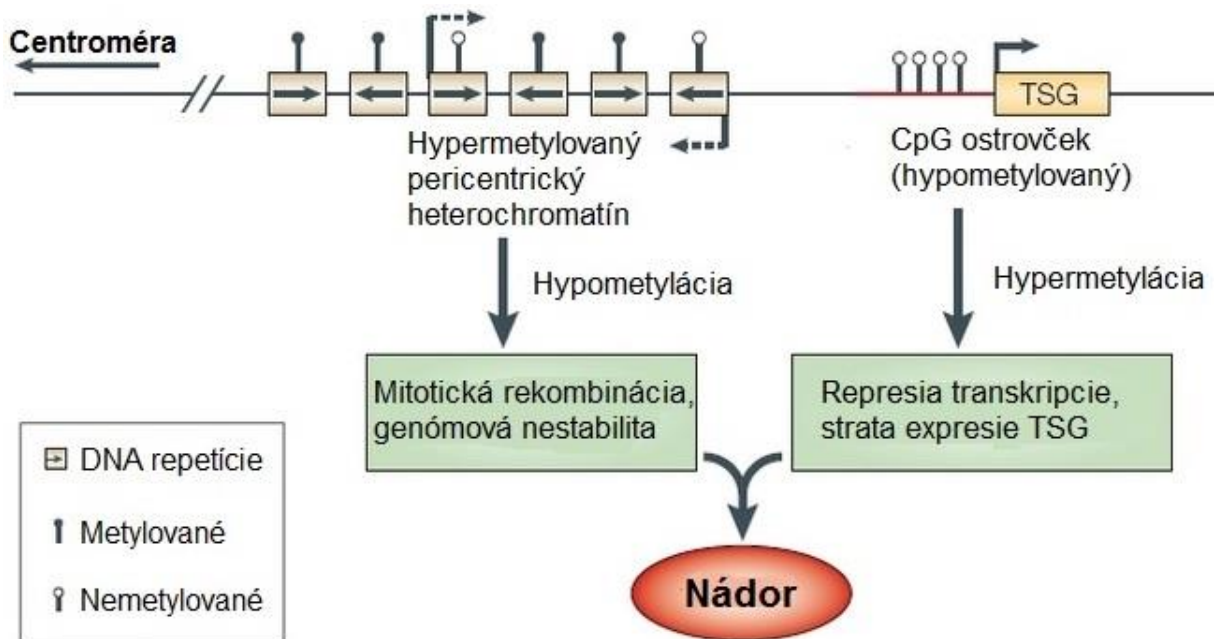 Centroméra
TSG
Hypermetylovaný
pericentrický
heterochromatín
CpG ostrovček
(hypometylovaný)
Hypometylácia
Hypermetylácia
Mitotická rekombinácia,
genómová nestabilita
Represia transkripcie,
strata expresie TSG
DNA repetície
Metylované
Nemetylované
Nádor